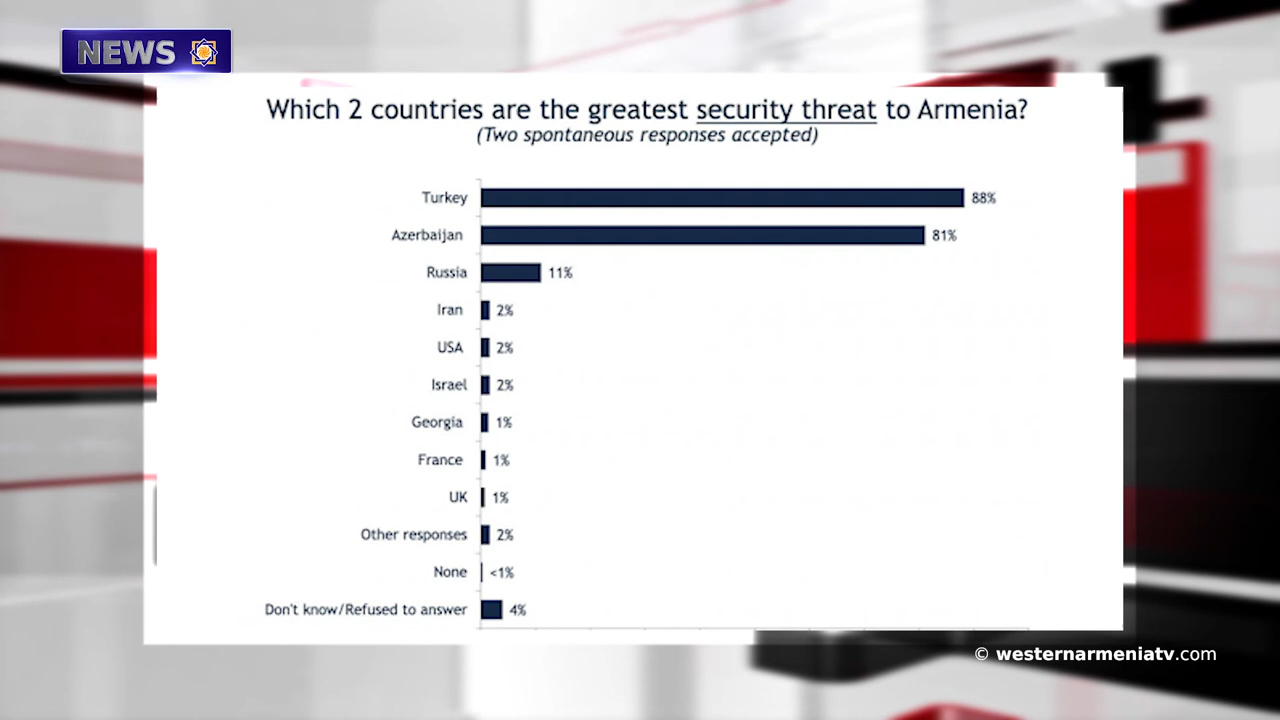 NEWS
Which 2 countries are the greatest security threat to Armenia?
(Two spontaneous responses accepted)
Turkey 88%
Azerbaijan 81%
Russia 11%
Iran 2%
USA 2%
Israel 2%
Georgia 1%
France 1%
UK 1%
Other responses 2%
None <1%
Don't know/Refused to answer 4%
© westernarmeniatv.com